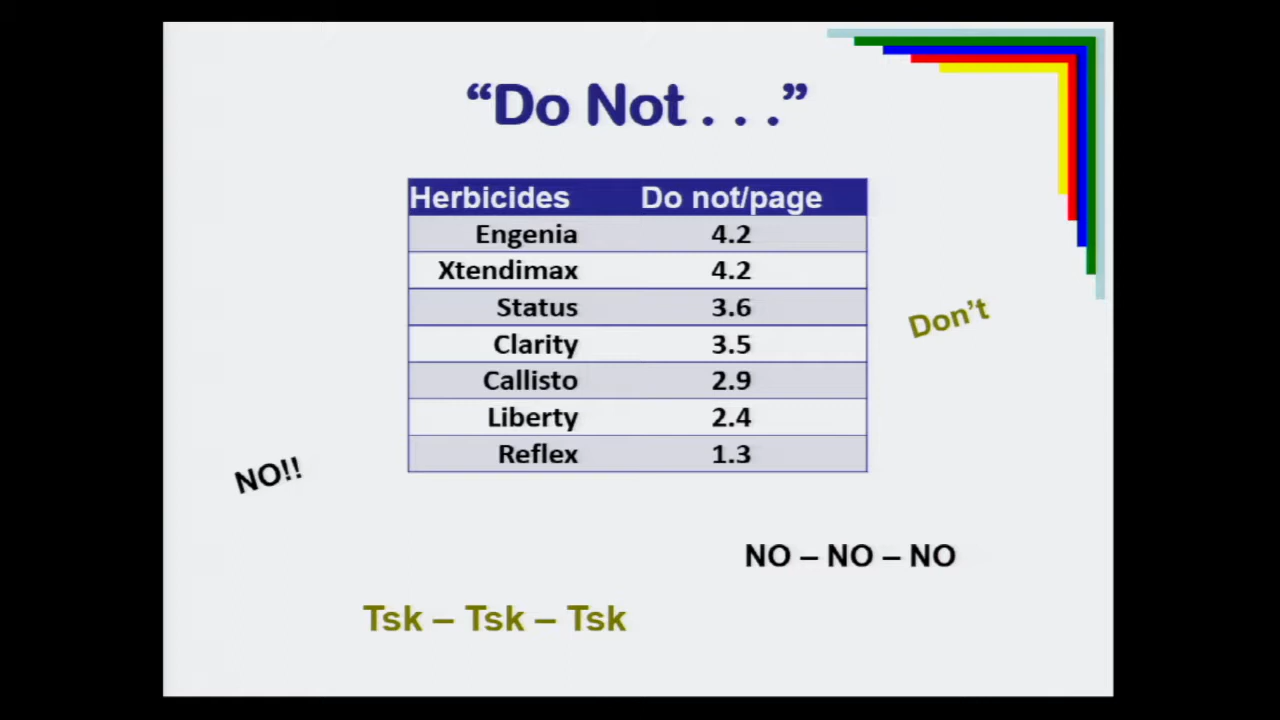 “Do Not . . .”
Herbicides Do not/page
Engenia 4.2
Xtendimax 4.2
Status 3.6
Clarity 3.5
Callisto 2.9
Liberty 2.4
Reflex 1.3
Don’t
NO!!
NO – NO – NO
Tsk – Tsk – Tsk